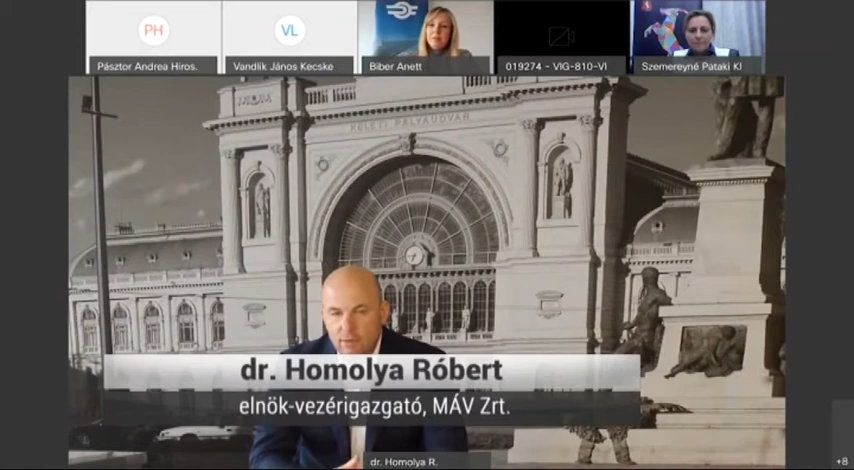 PH
VL
Pásztor Andrea Hiros.
Vandlik János Kecske
Biber Anett
019274 - VIG-810-VI
Szemereyné Pataki Kl
KELETI PÁLYAUDVAR
dr. Homolya Róbert
elnök-vezérigazgató, MÁV Zrt.
dr. Homolya R.
+8